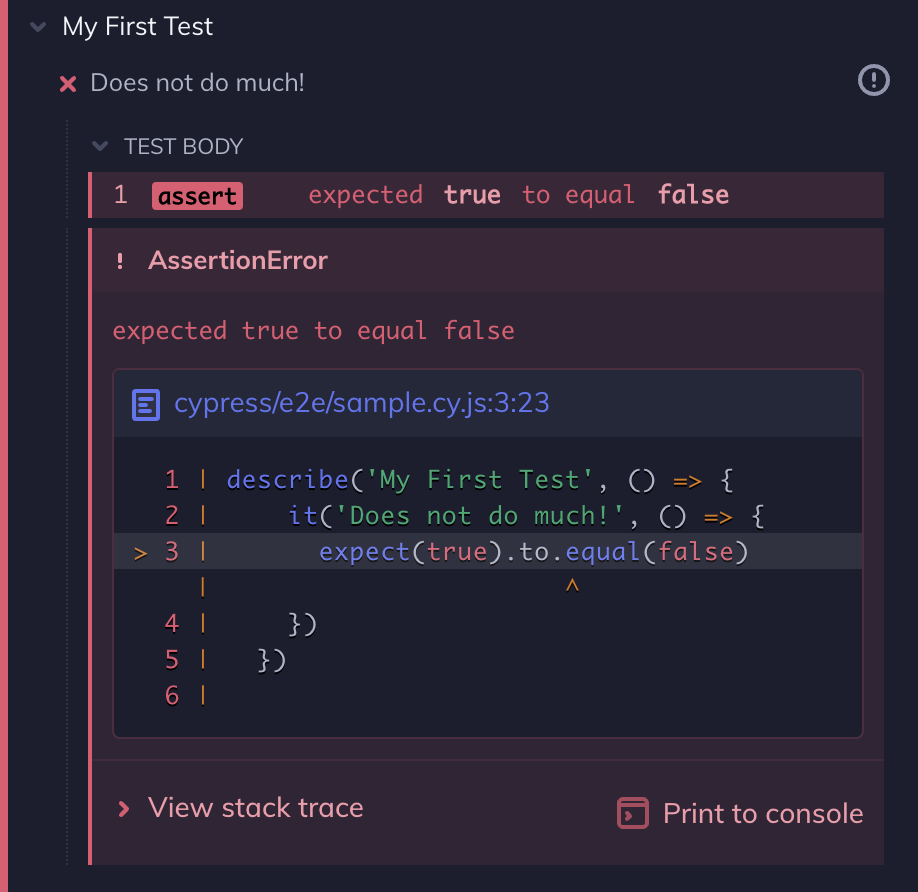 My First Test
Does not do much!
TEST BODY
1 assert expected true to equal false
! AssertionError
expected true to equal false
cypress/e2e/sample.cy.js:3:23
1 | describe('My First Test', () => {
2 |   it('Does not do much!', () => {
> 3 |     expect(true).to.equal(false)
|                     ^
4 |   })
5 | })
6 |
View stack trace
Print to console